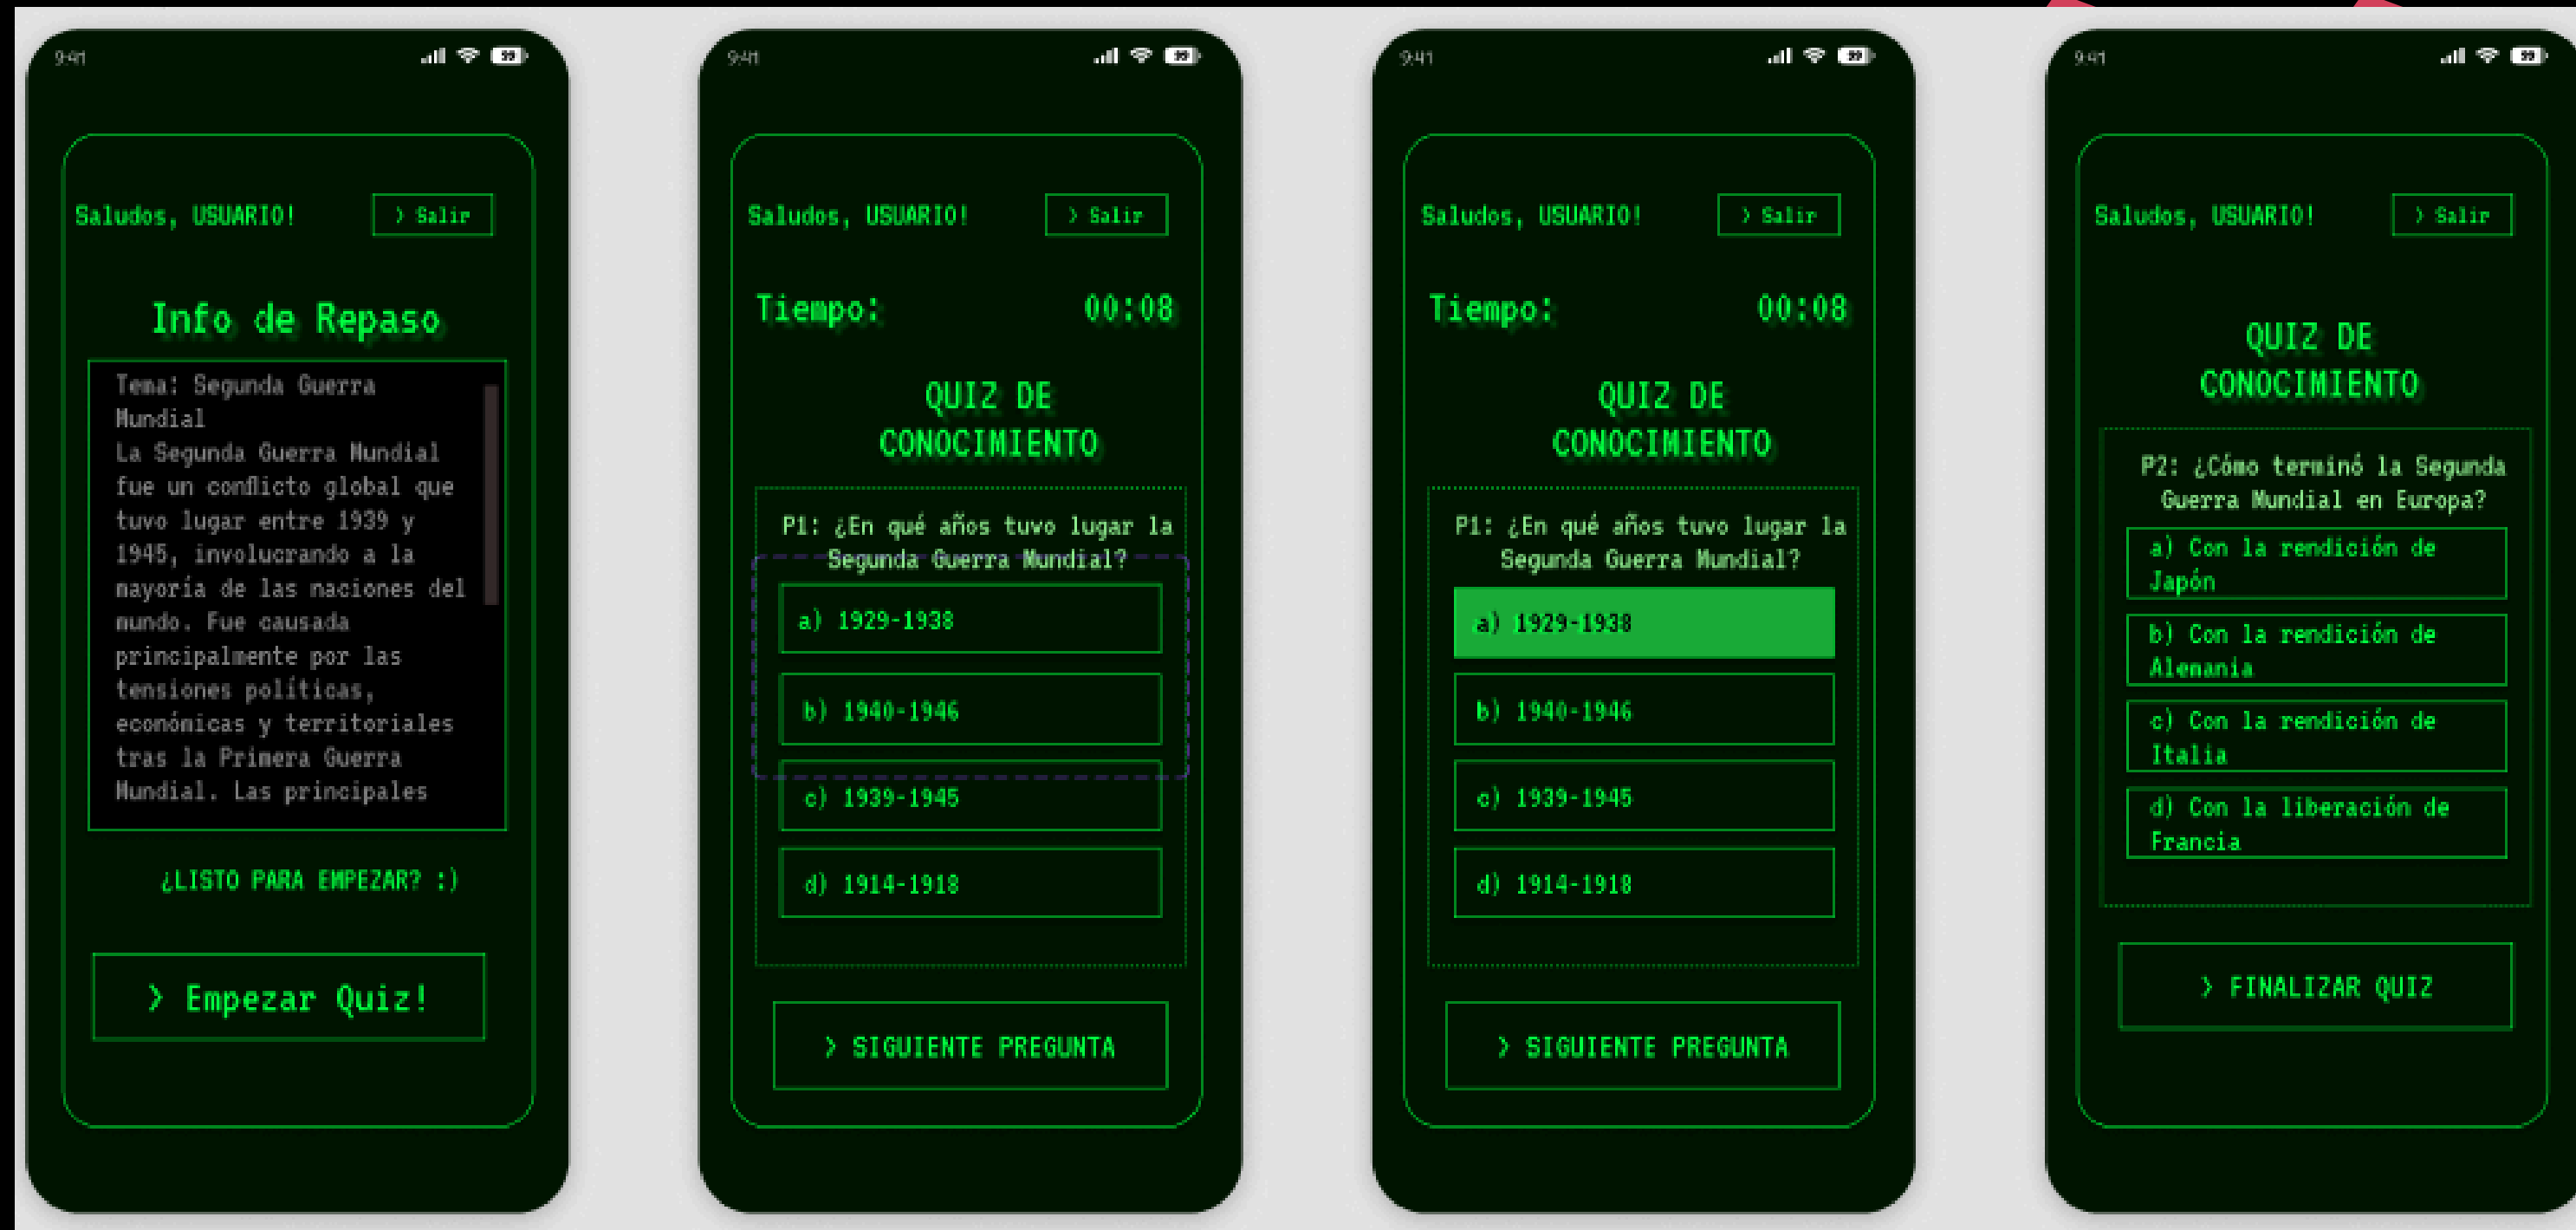 9:41
99
Saludos, USUARIO!
> Salir
Info de Repaso
Tema: Segunda Guerra
Mundial
La Segunda Guerra Mundial
fue un conflicto global que
tuvo lugar entre 1939 y
1945, involucrando a la
mayoría de las naciones del
mundo. Fue causada
principalmente por las
tensiones políticas,
económicas y territoriales
tras la Primera Guerra
Mundial. Las principales
¿LISTO PARA EMPEZAR? :)
> Empezar Quiz!
9:41
99
Saludos, USUARIO!
> Salir
Tiempo:
00:08
QUIZ DE
CONOCIMIENTO
P1: ¿En qué años tuvo lugar la
Segunda Guerra Mundial?
a) 1929-1938
b) 1940-1946
c) 1939-1945
d) 1914-1918
> SIGUIENTE PREGUNTA
9:41
99
Saludos, USUARIO!
> Salir
Tiempo:
00:08
QUIZ DE
CONOCIMIENTO
P1: ¿En qué años tuvo lugar la
Segunda Guerra Mundial?
a) 1929-1938
b) 1940-1946
c) 1939-1945
d) 1914-1918
> SIGUIENTE PREGUNTA
9:41
99
Saludos, USUARIO!
> Salir
QUIZ DE
CONOCIMIENTO
P2: ¿Cómo terminó la Segunda
Guerra Mundial en Europa?
a) Con la rendición de
Japón
b) Con la rendición de
Alemania
c) Con la rendición de
Italia
d) Con la liberación de
Francia
> FINALIZAR QUIZ